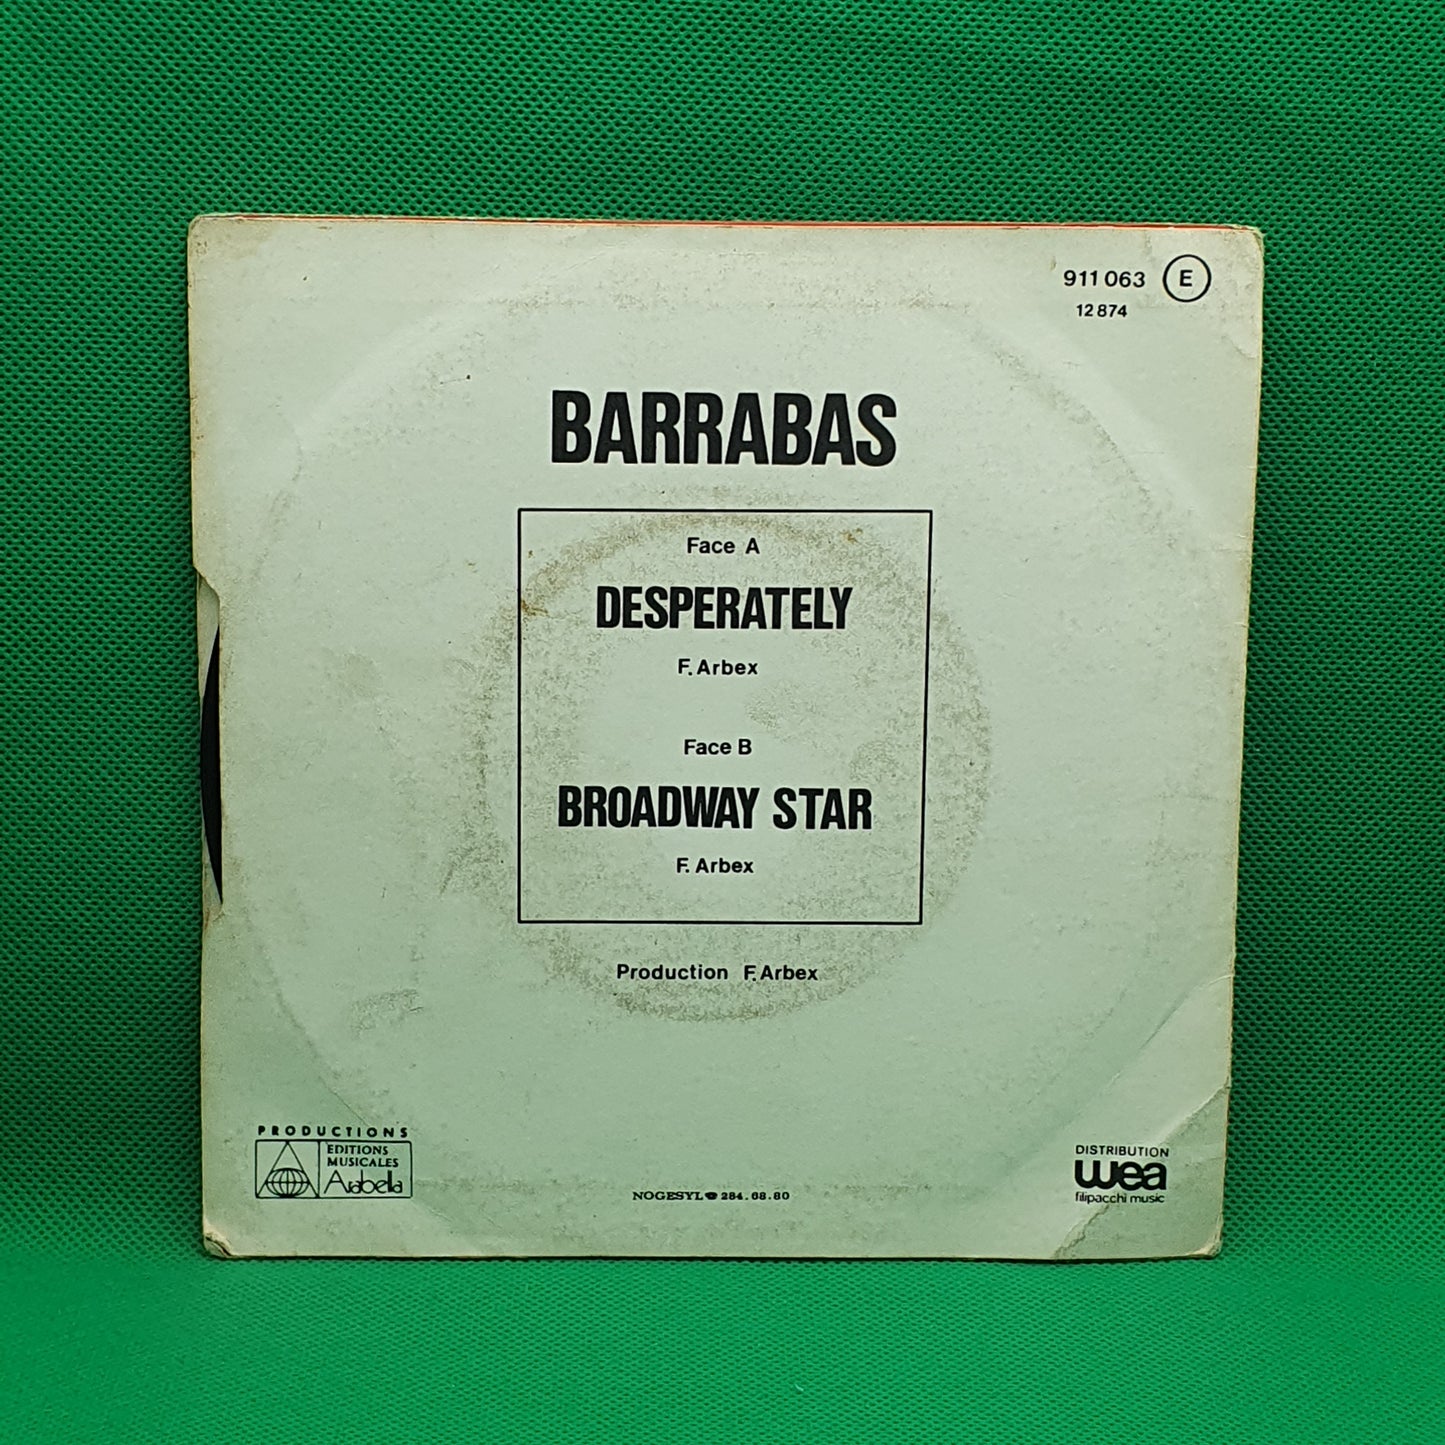 911 063 E
12 874
BARRABAS
Face A
DESPERATELY
F. Arbex
Face B
BROADWAY STAR
F. Arbex
Production F. Arbex
PRODUCTIONS
EDITIONS
MUSICALES
Arabella
NOGESYL ☎ 284.68.80
DISTRIBUTION
wea
filipacchi music